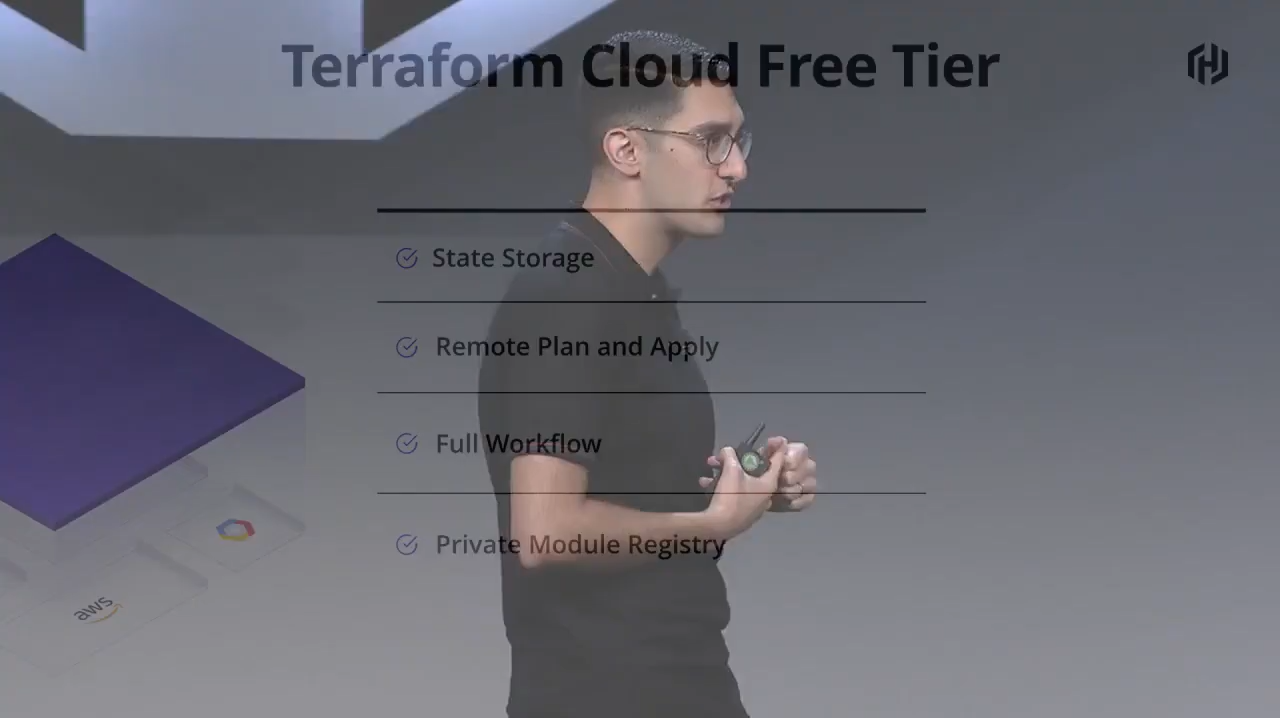 Terraform Cloud Free Tier
State Storage
Remote Plan and Apply
Full Workflow
Private Module Registry
aws